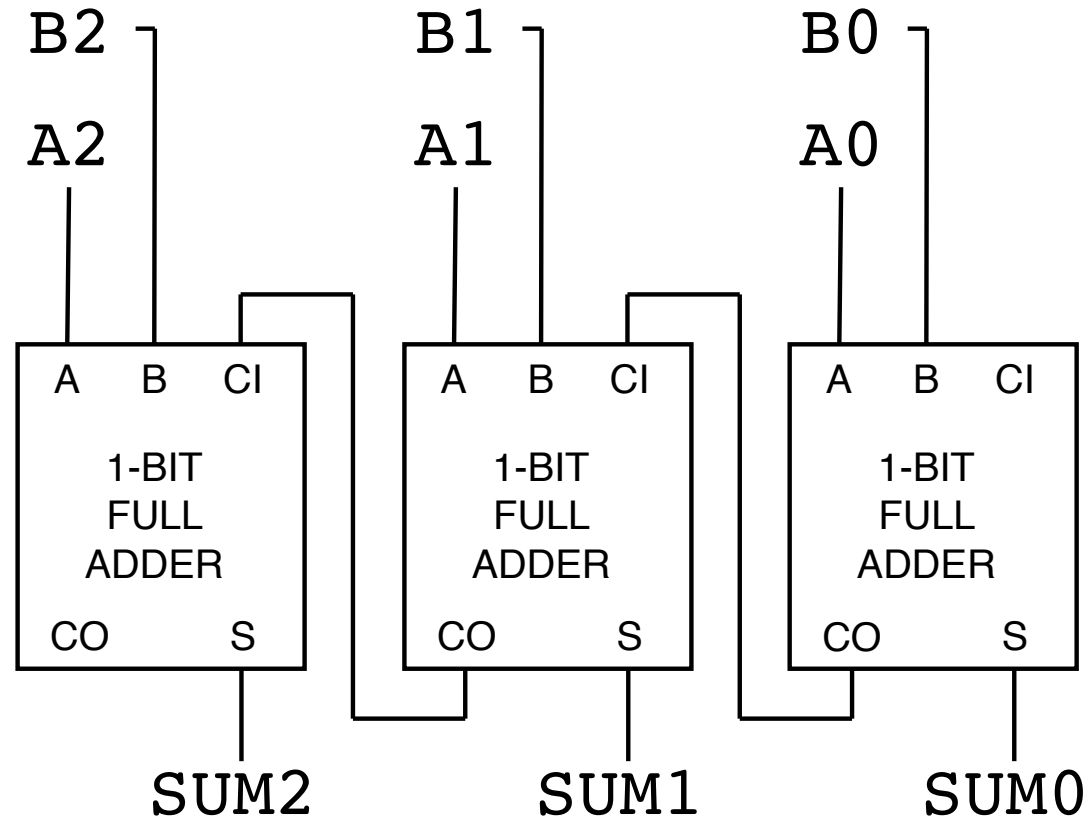 B2 B1 B0
A2 A1 A0
A B CI A B CI A B CI
1-BIT 1-BIT 1-BIT
FULL FULL FULL
ADDER ADDER ADDER
CO S CO S CO S
SUM2 SUM1 SUM0